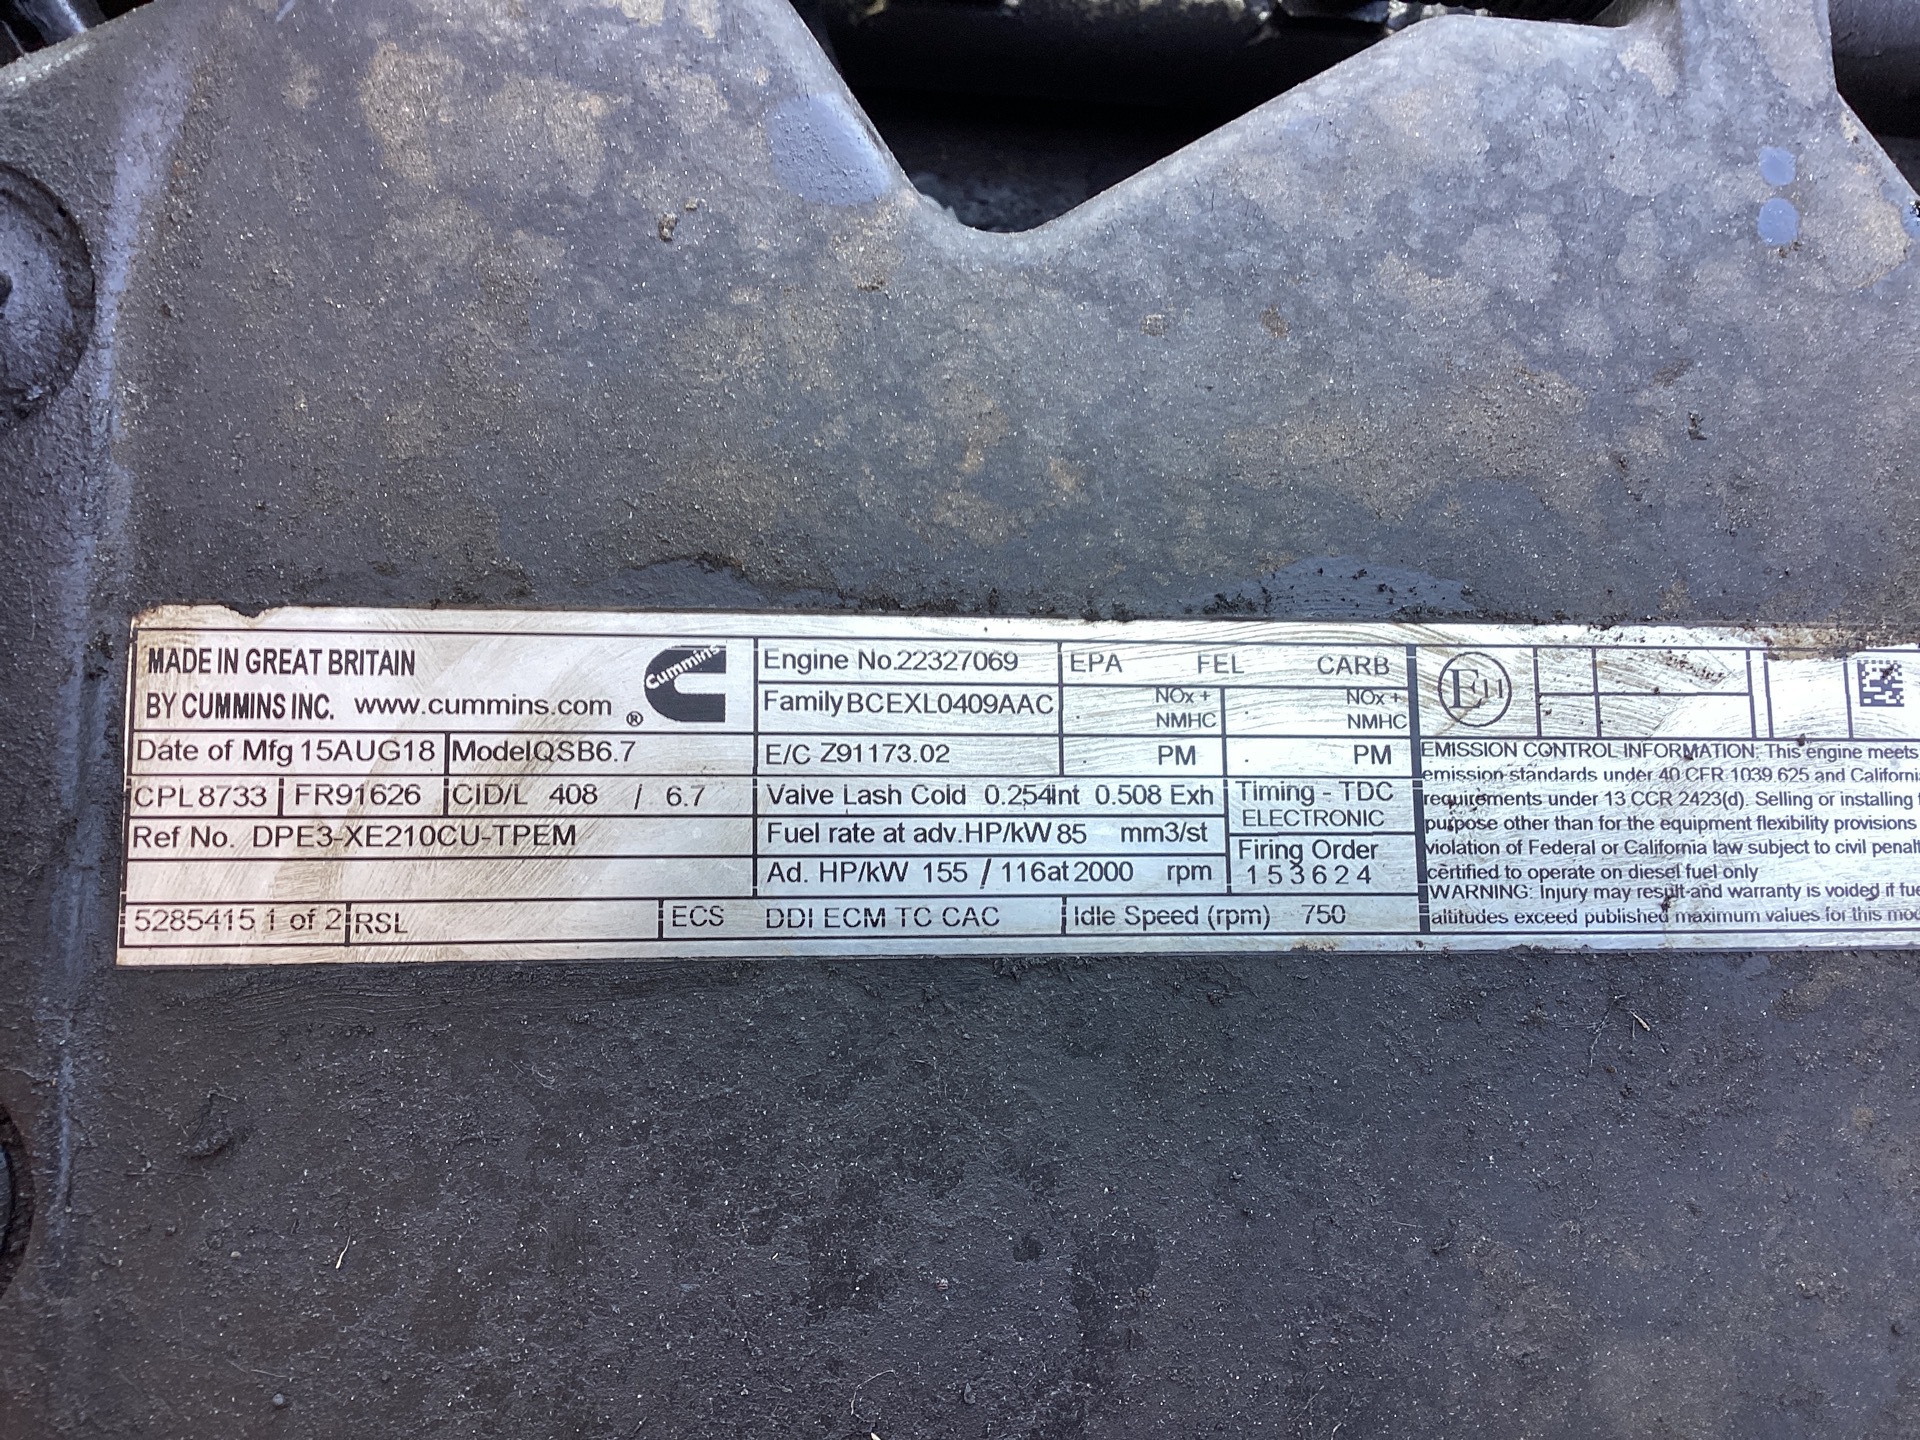 MADE IN GREAT BRITAIN
BY CUMMINS INC. www.cummins.com ®
Cummins
Date of Mfg 15AUG18 Model QSB6.7
CPL 8733 FR91626 CID/L 408 / 6.7
Ref No. DPE3-XE210CU-TPEM
5285415 1 of 2 RSL
Engine No. 22327069
Family BCEXL0409AAC
E/C Z91173.02
Valve Lash Cold 0.254 Int 0.508 Exh
Fuel rate at adv. HP/kW 85 mm3/st
Ad. HP/kW 155 / 116 at 2000 rpm
ECS DDI ECM TC CAC
EPA FEL CARB
NOx + NMHC NOx + NMHC
PM PM
Timing - TDC
ELECTRONIC
Firing Order
1 5 3 6 2 4
Idle Speed (rpm) 750
E11
EMISSION CONTROL INFORMATION: This engine meets
emission standards under 40 CFR 1039.625 and
requirements under 13 CCR 2423(d). Selling or installing
purpose other than for the equipment flexibility provisions
violation of Federal or California law subject to civil
certified to operate on diesel fuel only
WARNING: Injury may result and warranty is voided if
altitudes exceed published maximum values for this